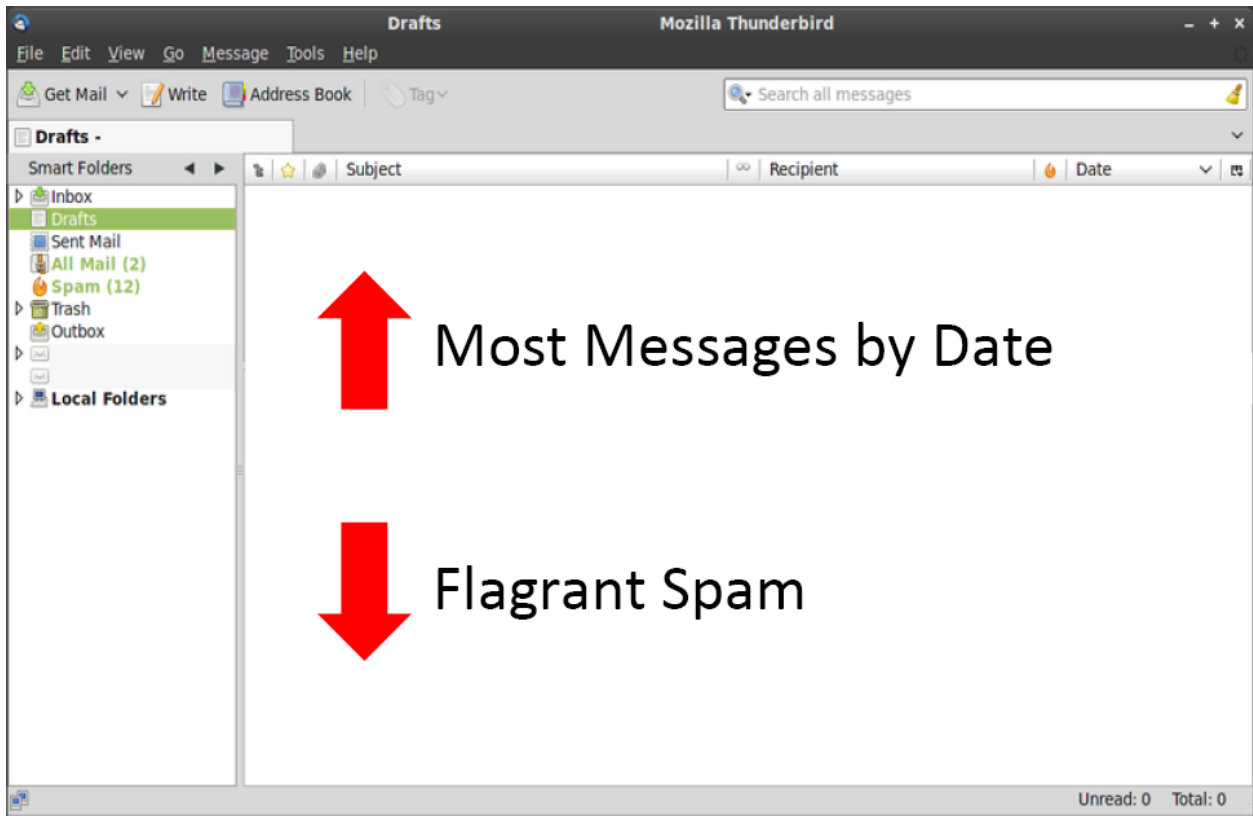 Drafts Mozilla Thunderbird
File Edit View Go Message Tools Help
Get Mail Write Address Book Tag Search all messages
Drafts -
Smart Folders Subject Recipient Date
Inbox
Drafts
Sent Mail
All Mail (2)
Spam (12)
Trash
Outbox
Local Folders
Most Messages by Date
Flagrant Spam
Unread: 0 Total: 0